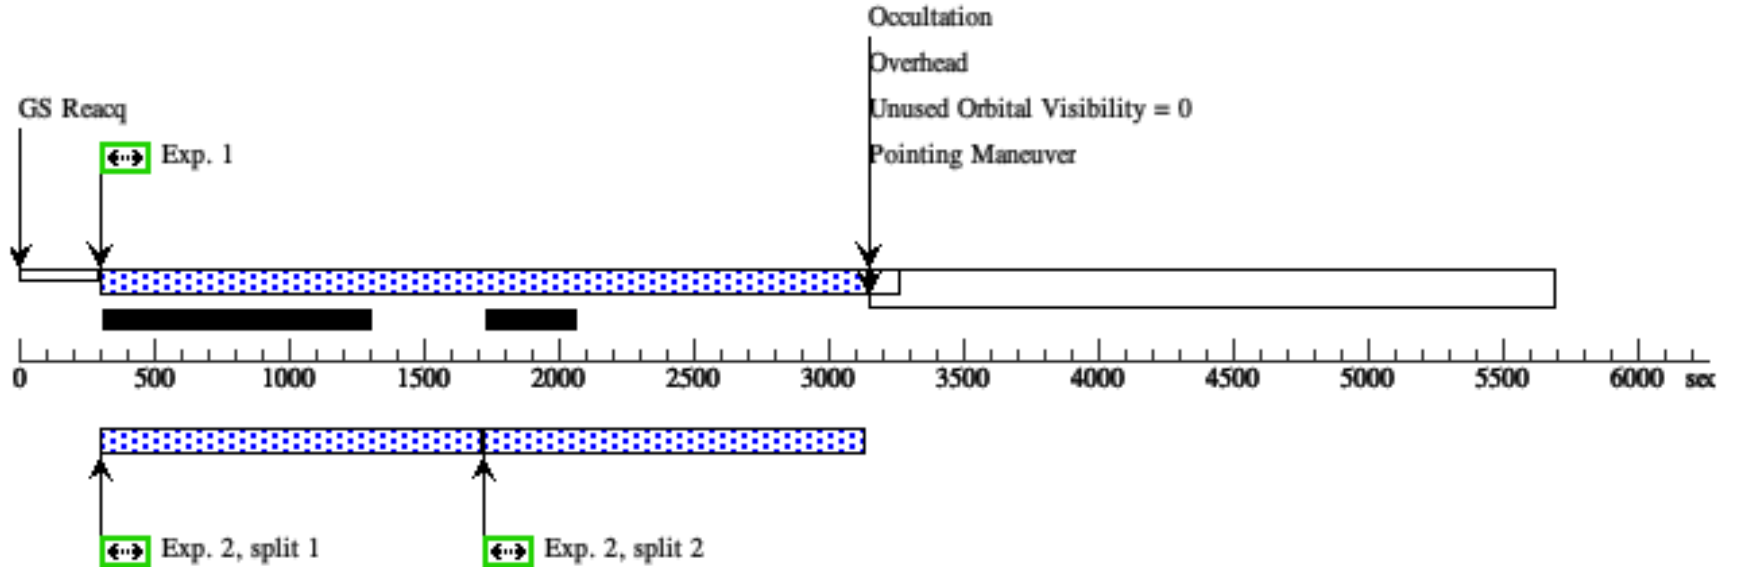 Occultation
Overhead
GS Reacq
Unused Orbital Visibility = 0
Exp. 1
Pointing Maneuver
0 500 1000 1500 2000 2500 3000 3500 4000 4500 5000 5500 6000 sec
Exp. 2, split 1
Exp. 2, split 2